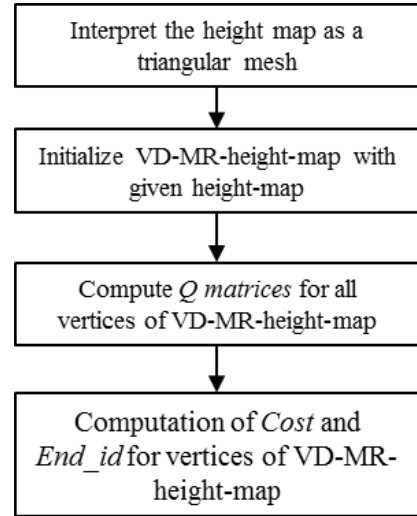 Interpret the height map as a
triangular mesh
Initialize VD-MR-height-map with
given height-map
Compute Q matrices for all
vertices of VD-MR-height-map
Computation of Cost and
End_id for vertices of VD-MR-
height-map